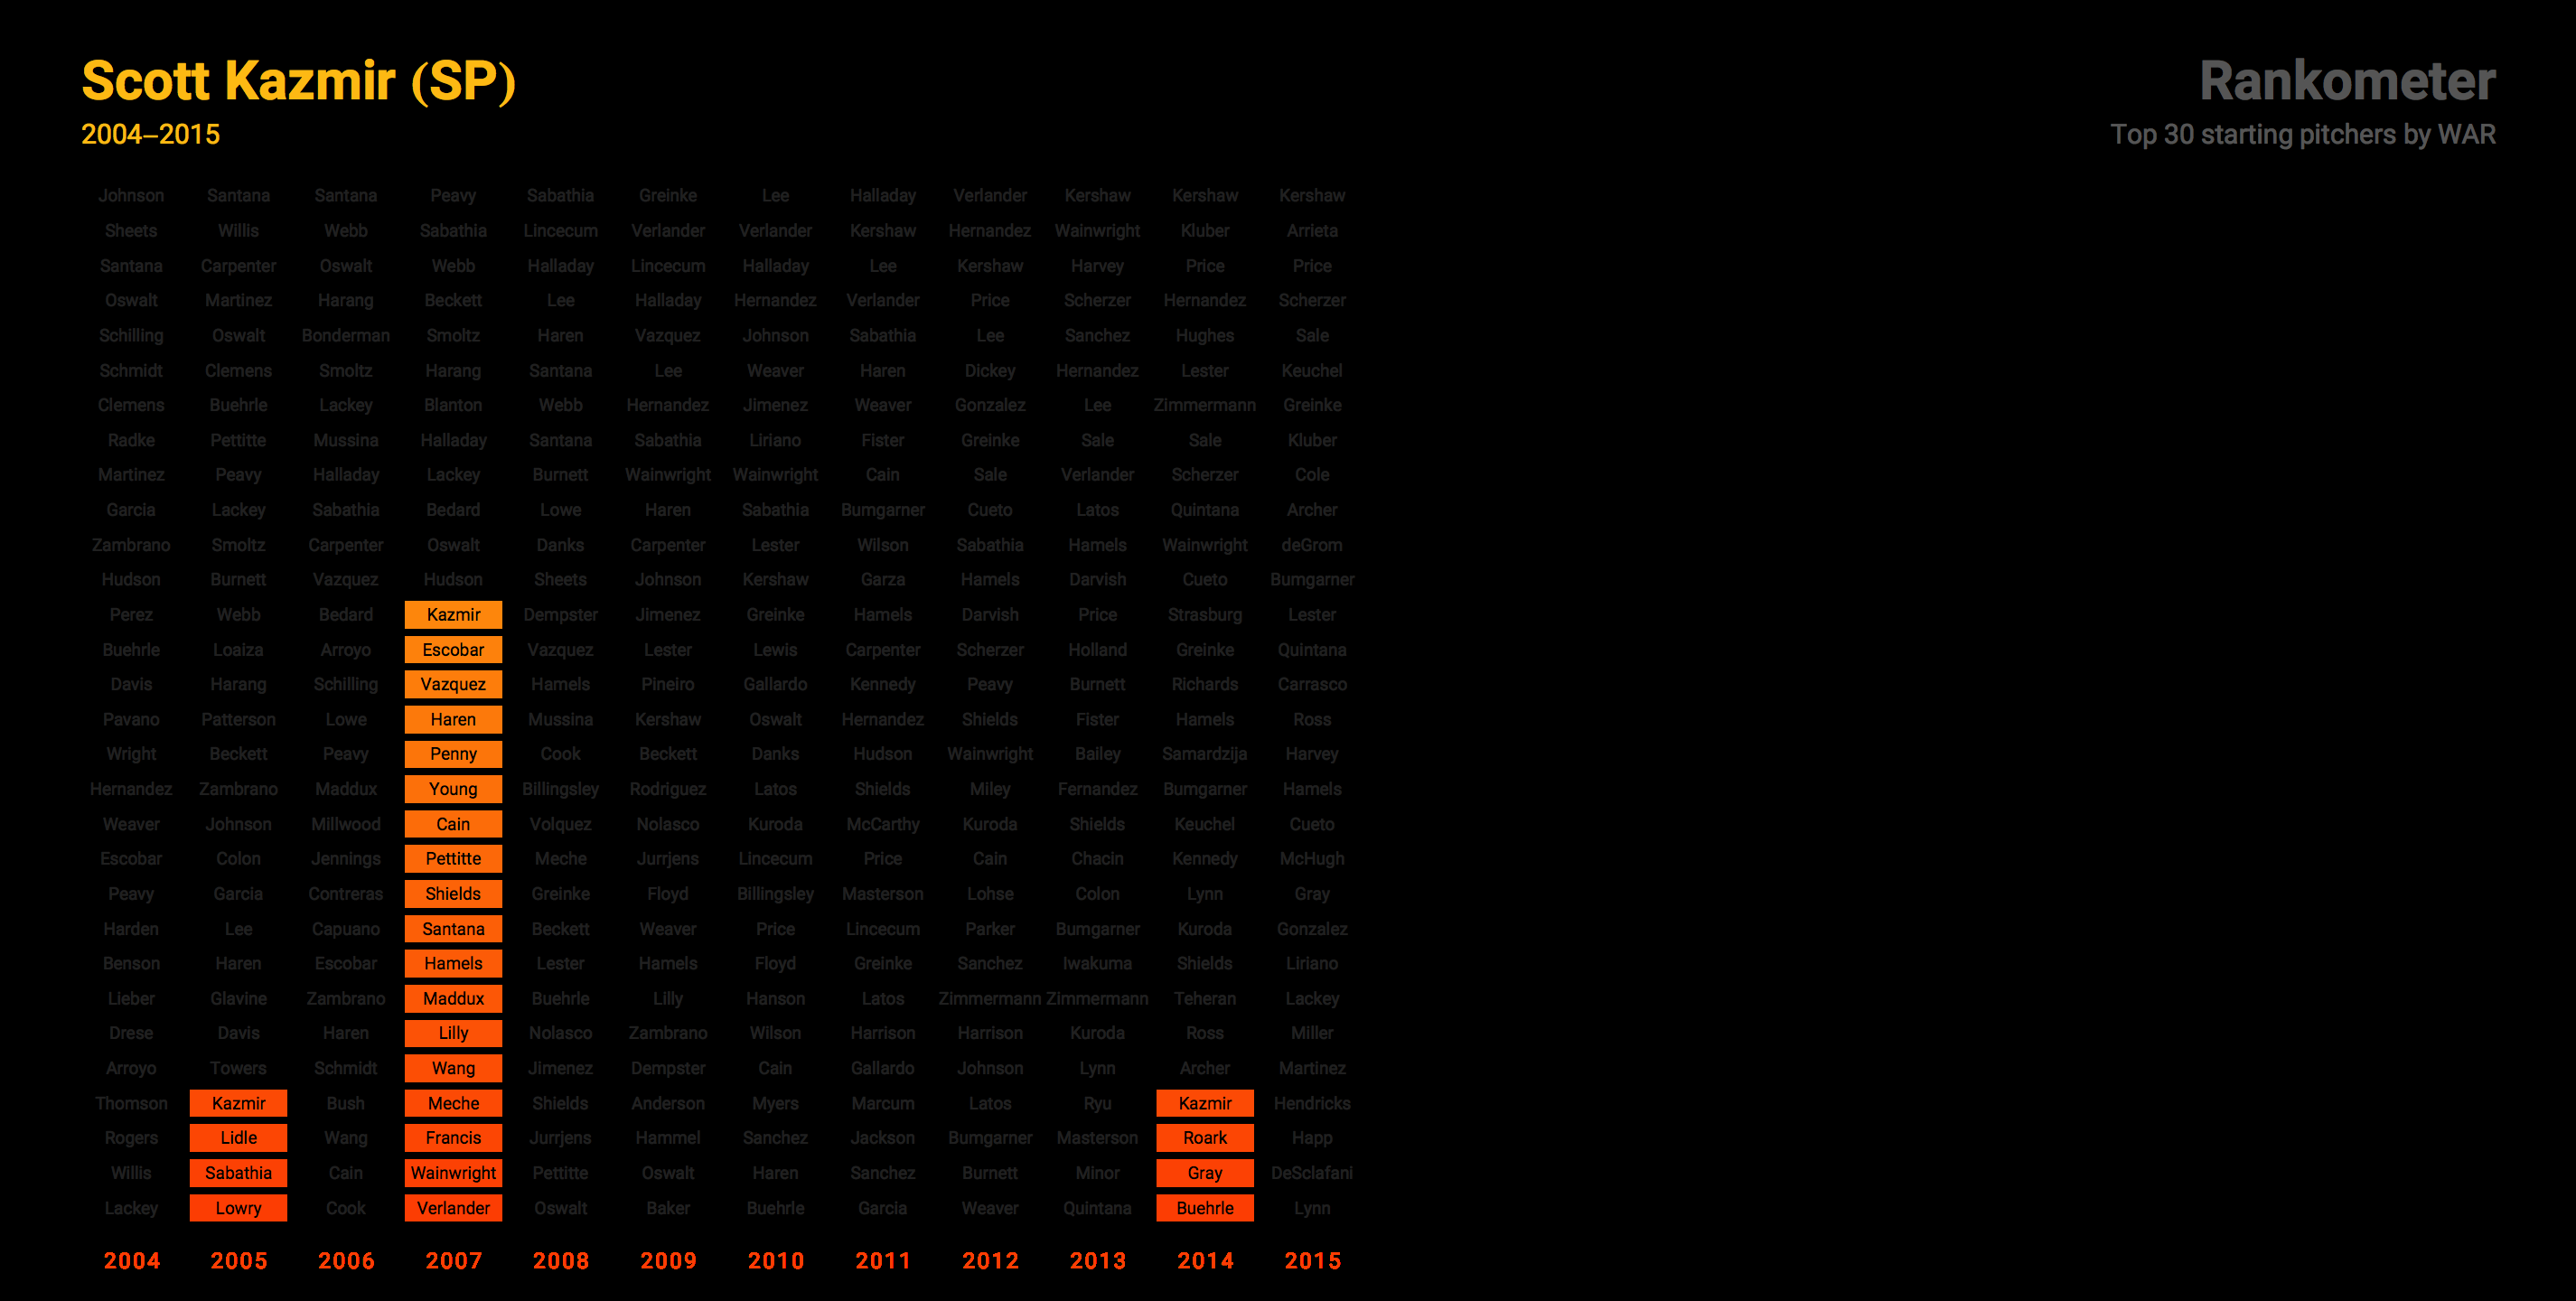 Scott Kazmir (SP)
2004–2015
Rankometer
Top 30 starting pitchers by WAR
Johnson Santana Santana Peavy Sabathia Greinke Lee Halladay Verlander Kershaw Kershaw Kershaw
Sheets Willis Webb Sabathia Lincecum Verlander Verlander Kershaw Hernandez Wainwright Kluber Arrieta
Santana Carpenter Oswalt Webb Halladay Lincecum Halladay Lee Kershaw Harvey Price Price
Oswalt Martinez Harang Beckett Lee Halladay Hernandez Verlander Price Scherzer Hernandez Scherzer
Schilling Oswalt Bonderman Smoltz Haren Vazquez Johnson Sabathia Lee Sanchez Hughes Sale
Schmidt Clemens Smoltz Harang Santana Lee Weaver Haren Dickey Hernandez Lester Keuchel
Clemens Buehrle Lackey Blanton Webb Hernandez Jimenez Weaver Gonzalez Lee Zimmermann Greinke
Radke Pettitte Mussina Halladay Santana Sabathia Liriano Fister Greinke Sale Sale Kluber
Martinez Peavy Halladay Lackey Burnett Wainwright Wainwright Cain Sale Verlander Scherzer Cole
Garcia Lackey Sabathia Bedard Lowe Haren Sabathia Bumgarner Cueto Latos Quintana Archer
Zambrano Smoltz Carpenter Oswalt Danks Carpenter Lester Wilson Sabathia Hamels Wainwright deGrom
Hudson Burnett Vazquez Hudson Sheets Johnson Kershaw Garza Hamels Darvish Cueto Bumgarner
Perez Webb Bedard Kazmir Dempster Jimenez Greinke Hamels Darvish Price Strasburg Lester
Buehrle Loaiza Arroyo Escobar Vazquez Lester Lewis Carpenter Scherzer Holland Greinke Quintana
Davis Harang Schilling Vazquez Hamels Pineiro Gallardo Kennedy Peavy Burnett Richards Carrasco
Pavano Patterson Lowe Haren Mussina Kershaw Oswalt Hernandez Shields Fister Hamels Ross
Wright Beckett Peavy Penny Cook Beckett Danks Hudson Wainwright Bailey Samardzija Harvey
Hernandez Zambrano Maddux Young Billingsley Rodriguez Latos Shields Miley Fernandez Bumgarner Hamels
Weaver Johnson Millwood Cain Volquez Nolasco Kuroda McCarthy Kuroda Shields Keuchel Cueto
Escobar Colon Jennings Pettitte Meche Jurrjens Lincecum Price Cain Chacin Kennedy McHugh
Peavy Garcia Contreras Shields Greinke Floyd Billingsley Masterson Lohse Colon Lynn Gray
Harden Lee Capuano Santana Beckett Weaver Price Lincecum Parker Bumgarner Kuroda Gonzalez
Benson Haren Escobar Hamels Lester Hamels Floyd Greinke Sanchez Iwakuma Shields Liriano
Lieber Glavine Zambrano Maddux Buehrle Lilly Hanson Latos Zimmermann Zimmermann Teheran Lackey
Drese Davis Haren Lilly Nolasco Zambrano Wilson Harrison Harrison Kuroda Ross Miller
Arroyo Towers Schmidt Wang Jimenez Dempster Cain Gallardo Johnson Lynn Archer Martinez
Thomson Kazmir Bush Meche Shields Anderson Myers Marcum Latos Ryu Kazmir Hendricks
Rogers Lidle Wang Francis Jurrjens Hammel Sanchez Jackson Bumgarner Masterson Roark Happ
Willis Sabathia Cain Wainwright Pettitte Oswalt Haren Sanchez Burnett Minor Gray DeSclafani
Lackey Lowry Cook Verlander Oswalt Baker Buehrle Garcia Weaver Quintana Buehrle Lynn
2004 2005 2006 2007 2008 2009 2010 2011 2012 2013 2014 2015